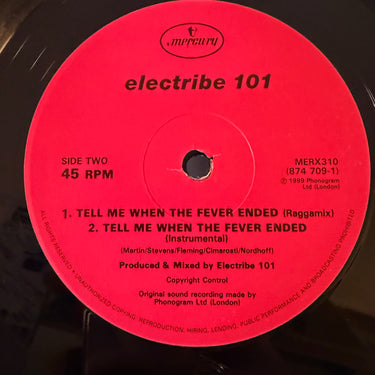 mercury
electribe 101
SIDE TWO
45 RPM
MERX310
(874 709-1)
℗ 1989 Phonogram
Ltd (London)
1. TELL ME WHEN THE FEVER ENDED (Raggamix)
2. TELL ME WHEN THE FEVER ENDED
(Instrumental)
(Martin/Stevens/Fleming/Cimarosti/Nordhoff)
Produced & Mixed by Electribe 101
Copyright Control
Original sound recording made by
Phonogram Ltd (London)
ALL RIGHTS RESERVED. UNAUTHORIZED COPYING, REPRODUCTION, HIRING, LENDING, PUBLIC PERFORMANCE AND BROADCASTING PROHIBITED